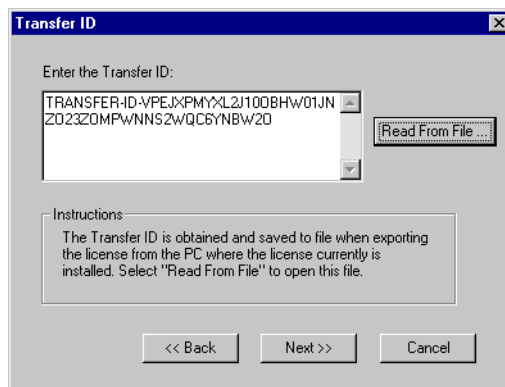 Transfer ID
Enter the Transfer ID:
TRANSFER-ID-VPEJXPMYXL2J10OBHW01JN
ZO23ZOMPWNNS2WQC6YNBW2O
Read From File ...
Instructions
The Transfer ID is obtained and saved to file when exporting
the license from the PC where the license currently is
installed. Select "Read From File" to open this file.
<< Back
Next >>
Cancel